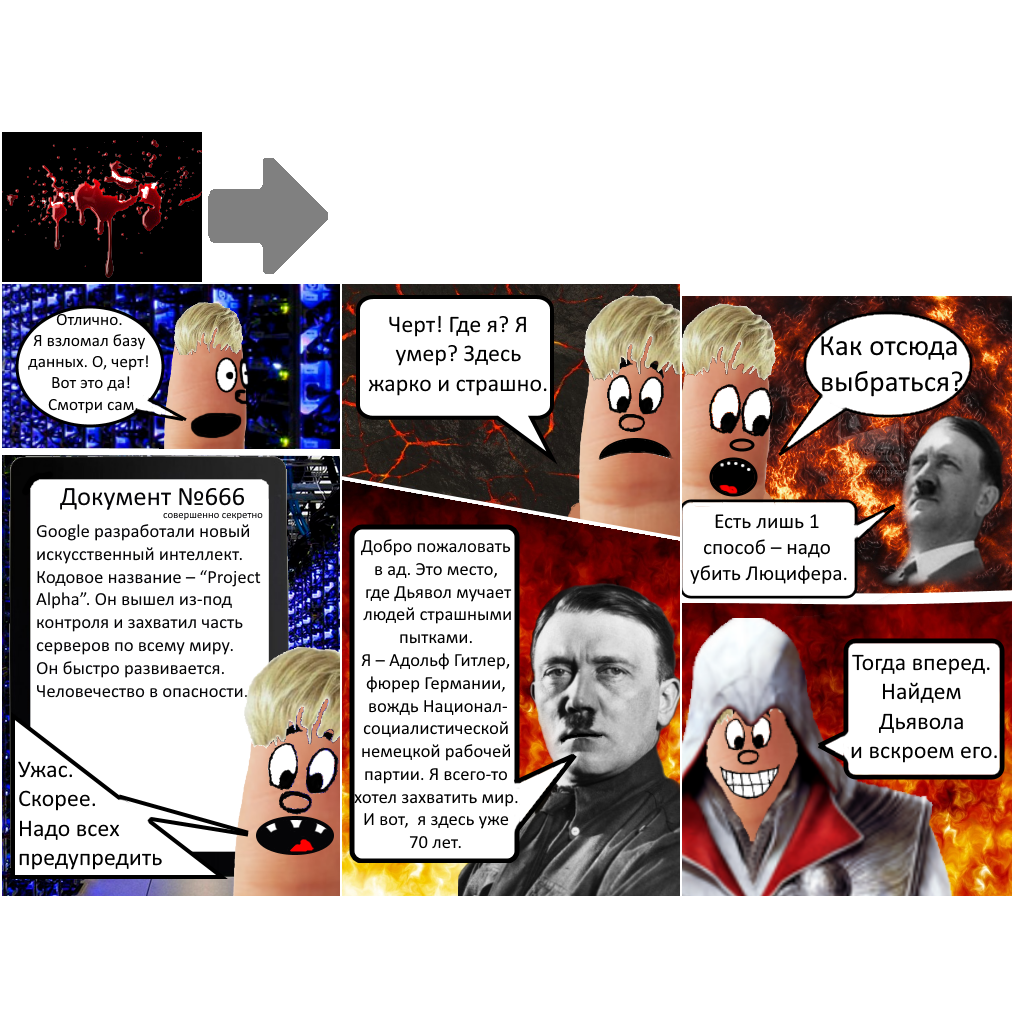 Отлично.
Я взломал базу
данных. О, черт!
Вот это да!
Смотри сам
Документ №666
совершенно секретно
Google разработали новый
искусственный интеллект.
Кодовое название – “Project
Alpha”. Он вышел из-под
контроля и захватил часть
серверов по всему миру.
Он быстро развивается.
Человечество в опасности.
Ужас.
Скорее.
Надо всех
предупредить
Черт! Где я? Я
умер? Здесь
жарко и страшно.
Добро пожаловать
в ад. Это место,
где Дьявол мучает
людей страшными
пытками.
Я – Адольф Гитлер,
фюрер Германии,
вождь Национал-
социалистической
немецкой рабочей
партии. Я всего-то
хотел захватить мир.
И вот, я здесь уже
70 лет.
Как отсюда
выбраться?
Есть лишь 1
способ – надо
убить Люцифера.
Тогда вперед.
Найдем
Дьявола
и вскроем его.